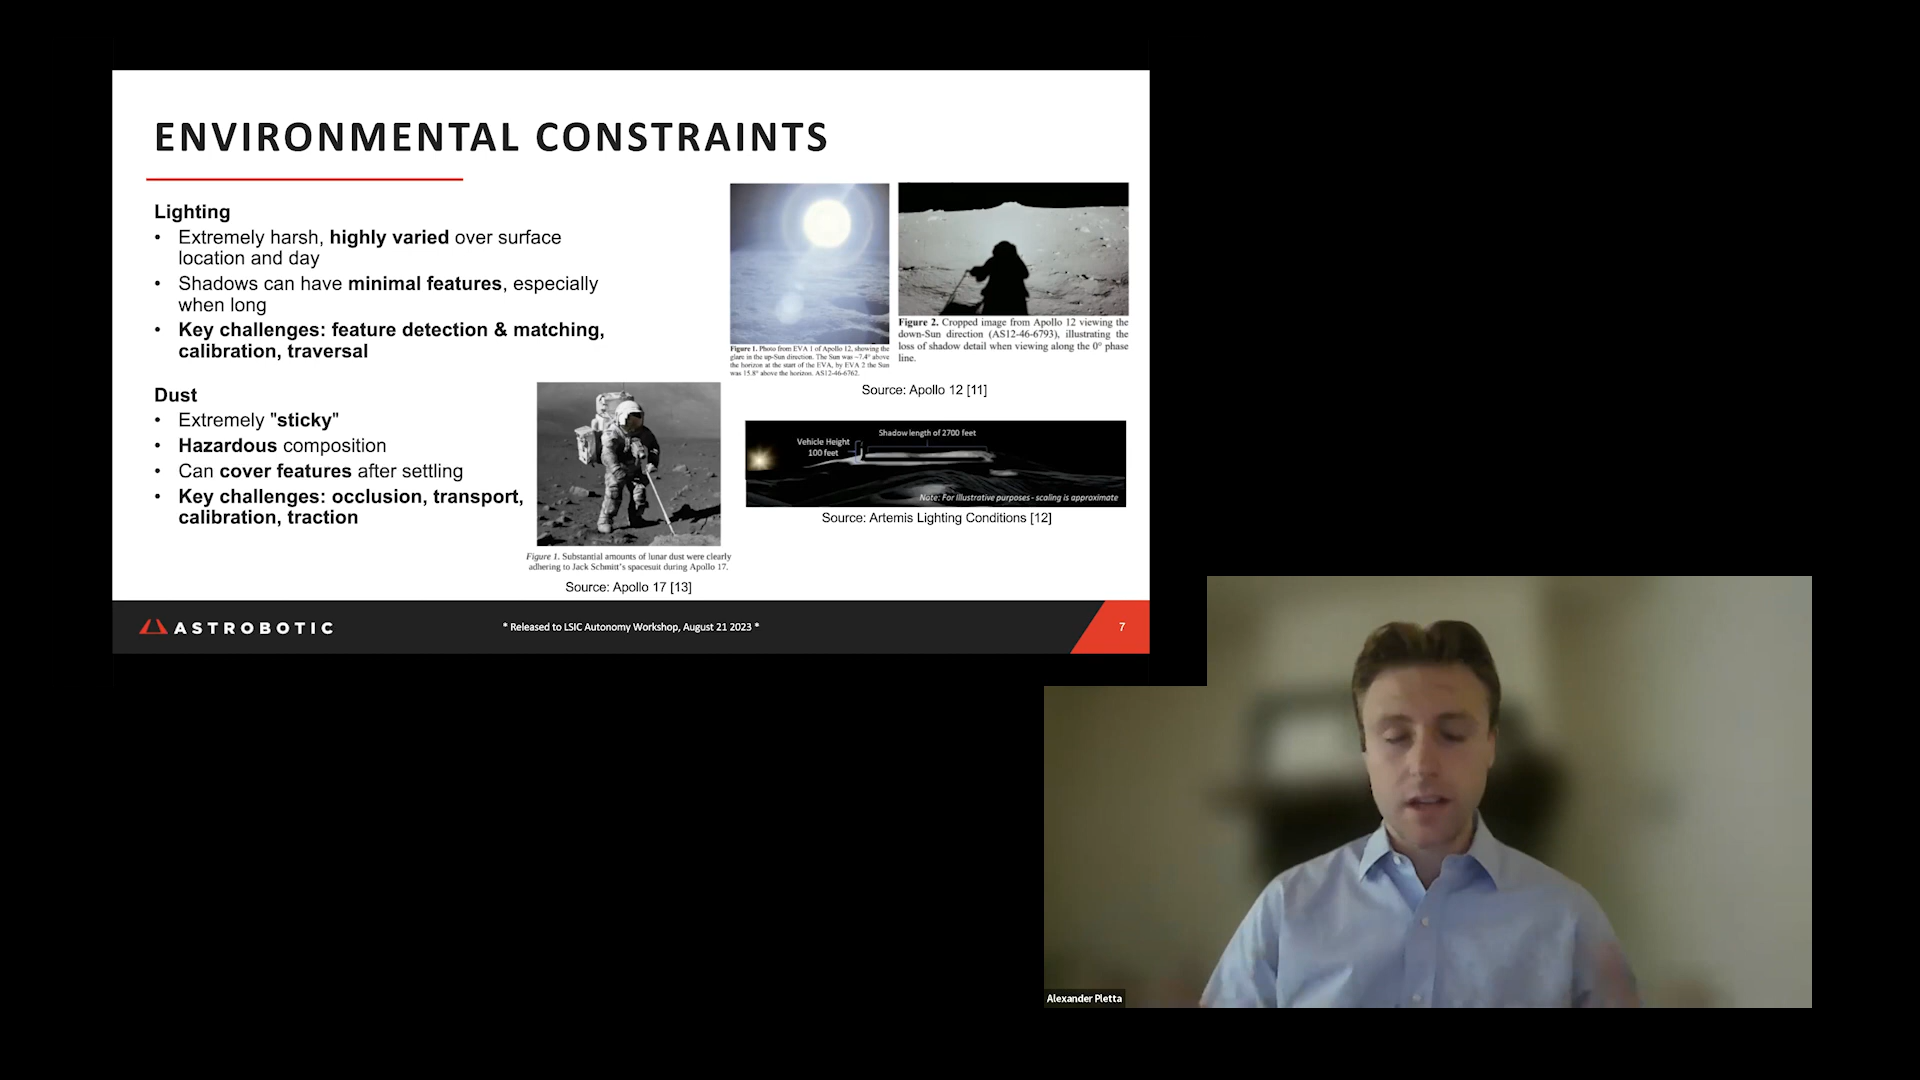 ENVIRONMENTAL CONSTRAINTS
Lighting
• Extremely harsh, highly varied over surface
location and day
• Shadows can have minimal features, especially
when long
• Key challenges: feature detection & matching,
calibration, traversal
Dust
• Extremely "sticky"
• Hazardous composition
• Can cover features after settling
• Key challenges: occlusion, transport,
calibration, traction
Figure 1. Substantial amounts of lunar dust were clearly
adhering to Jack Schmitt's spacesuit during Apollo 17.
Source: Apollo 17 [13]
Figure 1. Photo from EVA 1 of Apollo 12, showing the
glare in the up-Sun direction. The Sun was ~7.4° above
the horizon at the start of the EVA, by EVA 2 the Sun
was 15.8° above the horizon. AS12-46-6762.
Figure 2. Cropped image from Apollo 12 viewing the
down-Sun direction (AS12-46-6793), illustrating the
loss of shadow detail when viewing along the 0° phase
line.
Source: Apollo 12 [11]
Shadow length of 2700 feet
Vehicle Height
100 feet
Note: For illustrative purposes - scaling is approximate
Source: Artemis Lighting Conditions [12]
ASTROBOTIC
* Released to LSIC Autonomy Workshop, August 21 2023 *
7
Alexander Pletta